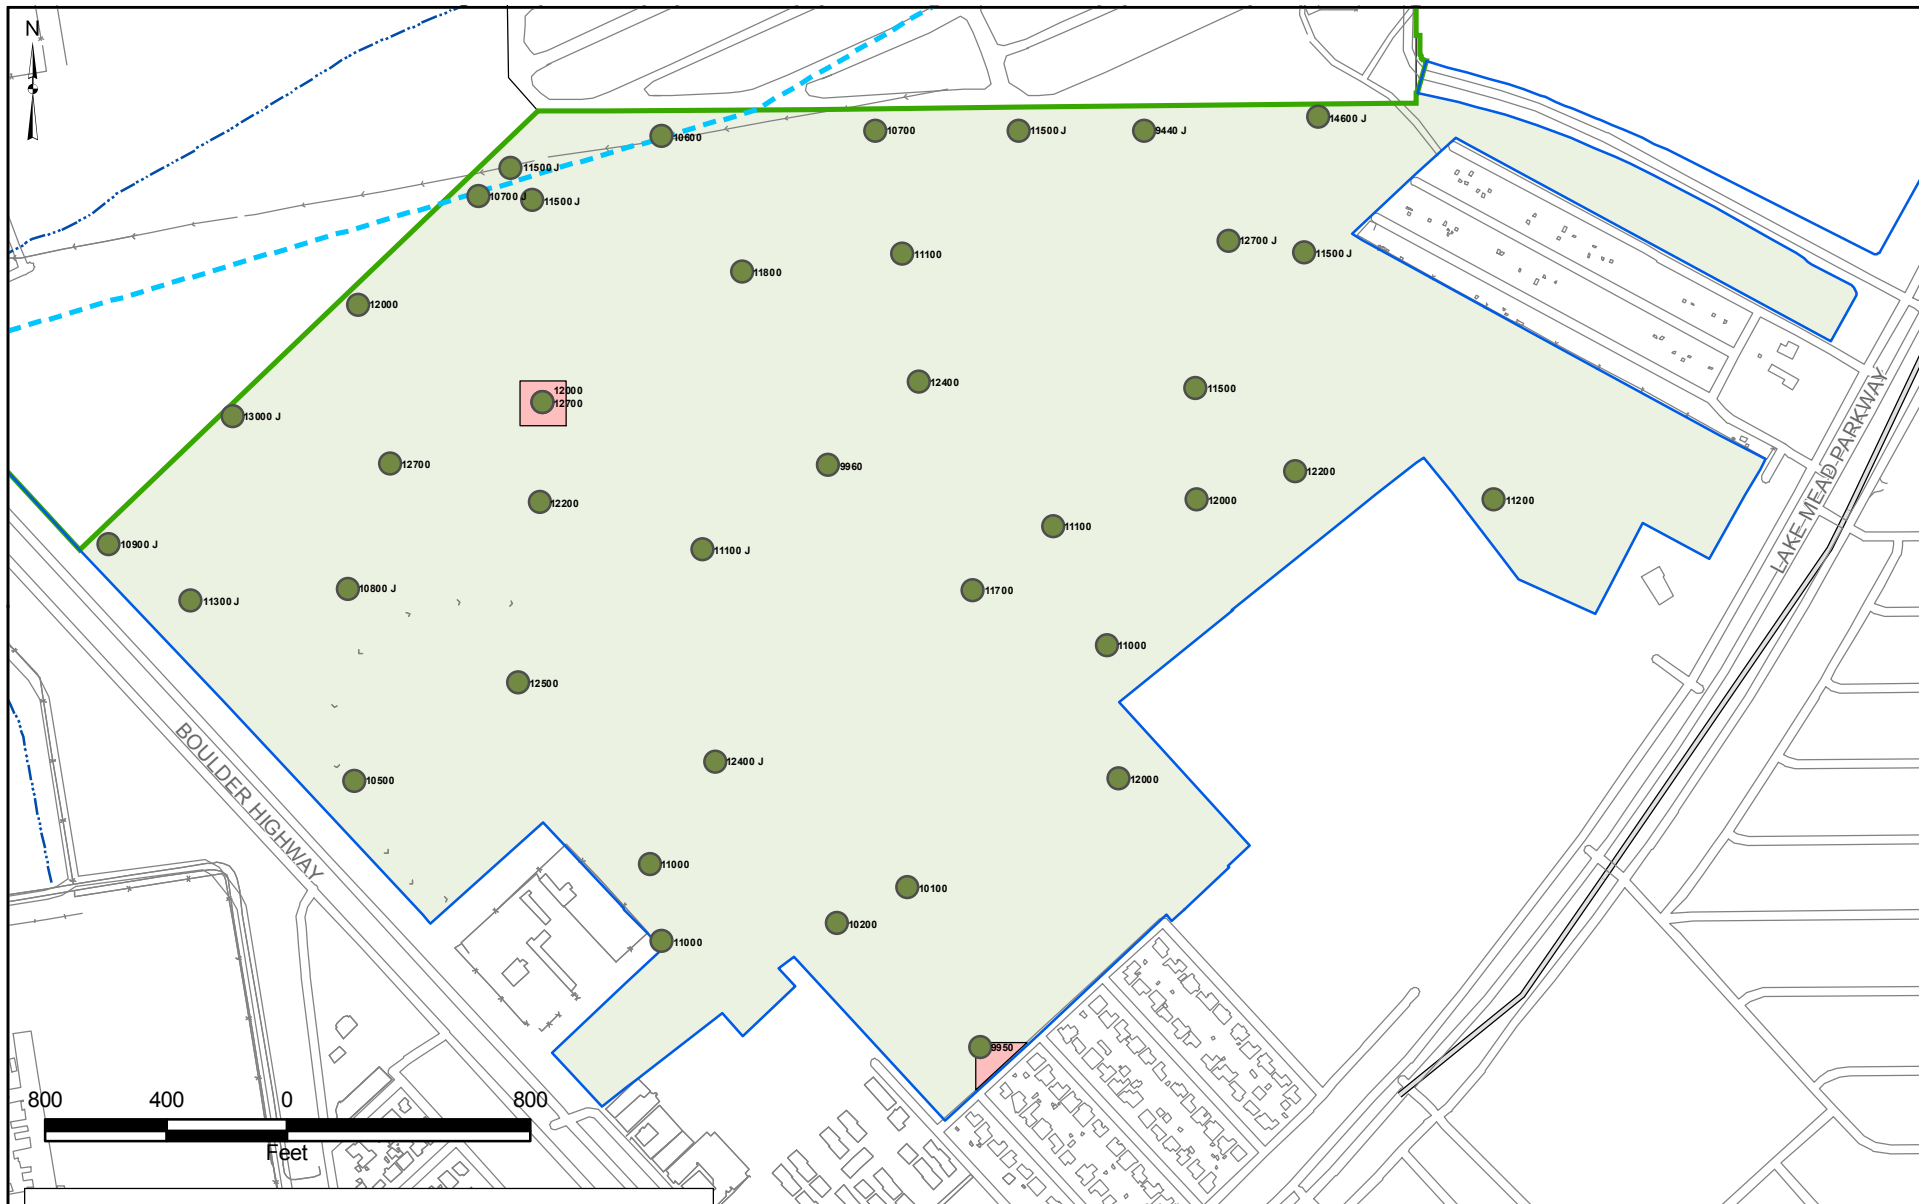 N
10600
10700
11500 J
9440 J
14600 J
11500 J
10700 J
11500 J
11100
12700 J
11500 J
11800
12000
12400
11500
12000
12700
13000 J
12700
9960
12200
12200
12000
11200
11100
10900 J
11100 J
10800 J
11700
11300 J
11000
12500
12400 J
12000
10500
11000
10100
10200
11000
9950
BOULDER HIGHWAY
LAKE MEAD PARKWAY
800 400 0 800
Feet